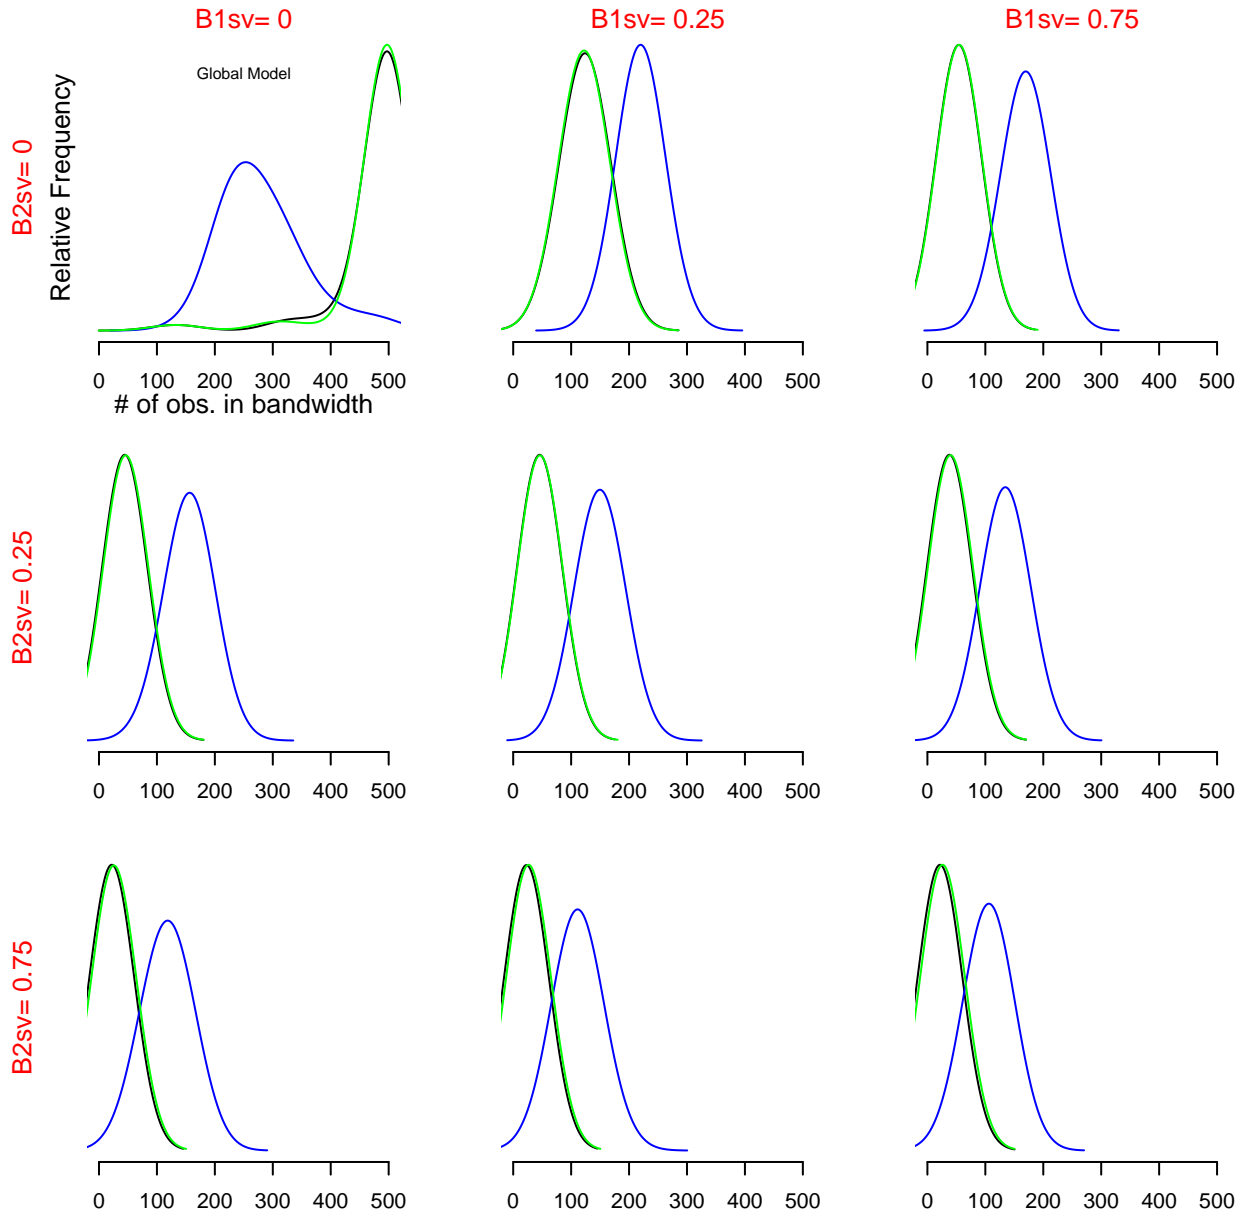 B1sv= 0
B1sv= 0.25
B1sv= 0.75
B2sv= 0
Relative Frequency
Global Model
0 100 200 300 400 500
# of obs. in bandwidth
0 100 200 300 400 500
0 100 200 300 400 500
B2sv= 0.25
0 100 200 300 400 500
0 100 200 300 400 500
0 100 200 300 400 500
B2sv= 0.75
0 100 200 300 400 500
0 100 200 300 400 500
0 100 200 300 400 500